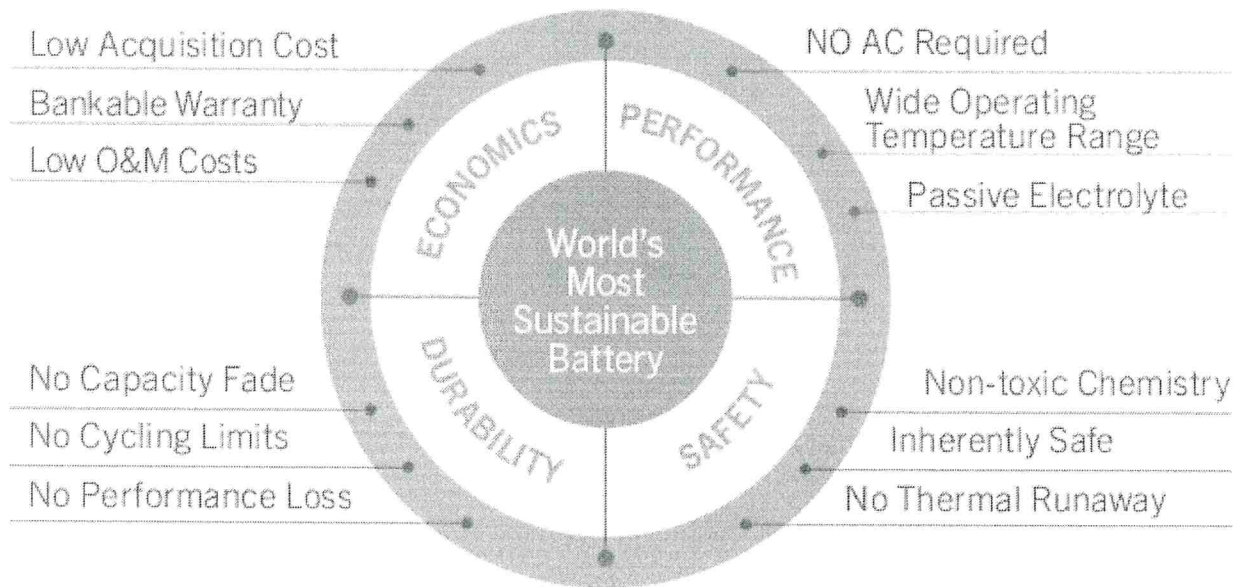 Low Acquisition Cost
Bankable Warranty
Low O&M Costs
NO AC Required
Wide Operating
Temperature Range
Passive Electrolyte
ECONOMICS
PERFORMANCE
World's
Most
Sustainable
Battery
DURABILITY
SAFETY
No Capacity Fade
No Cycling Limits
No Performance Loss
Non-toxic Chemistry
Inherently Safe
No Thermal Runaway